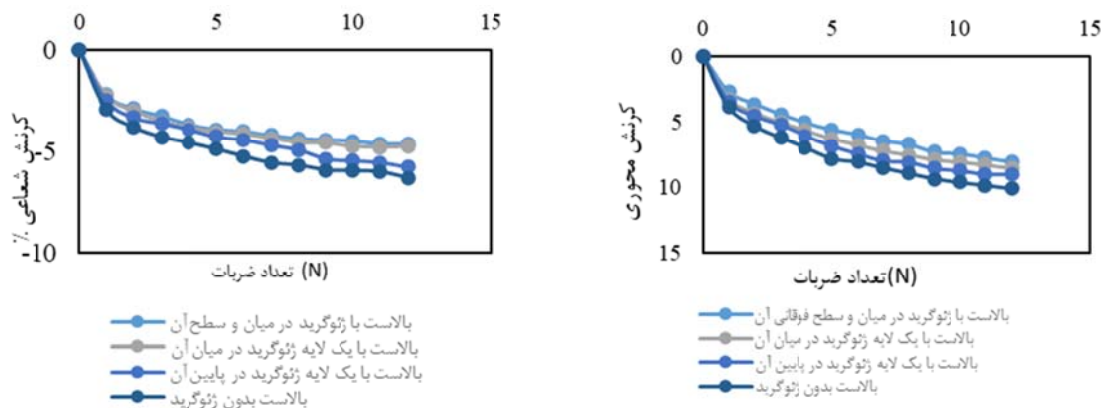 0 5 10 15
0
-5
-10
کرنش شعاعی %
تعداد ضربات (N)
بالاست با ژئوگرید در میان و سطح آن
بالاست با یک لایه ژئوگرید در میان آن
بالاست با یک لایه ژئوگرید در پایین آن
بالاست بدون ژئوگرید
0 5 10 15
0
5
10
15
کرنش محوری
تعداد ضربات(N)
بالاست با ژئوگرید در میان و سطح فوقانی آن
بالاست با یک لایه ژئوگرید در میان آن
بالاست با یک لایه ژئوگرید در پایین آن
بالاست بدون ژئوگرید